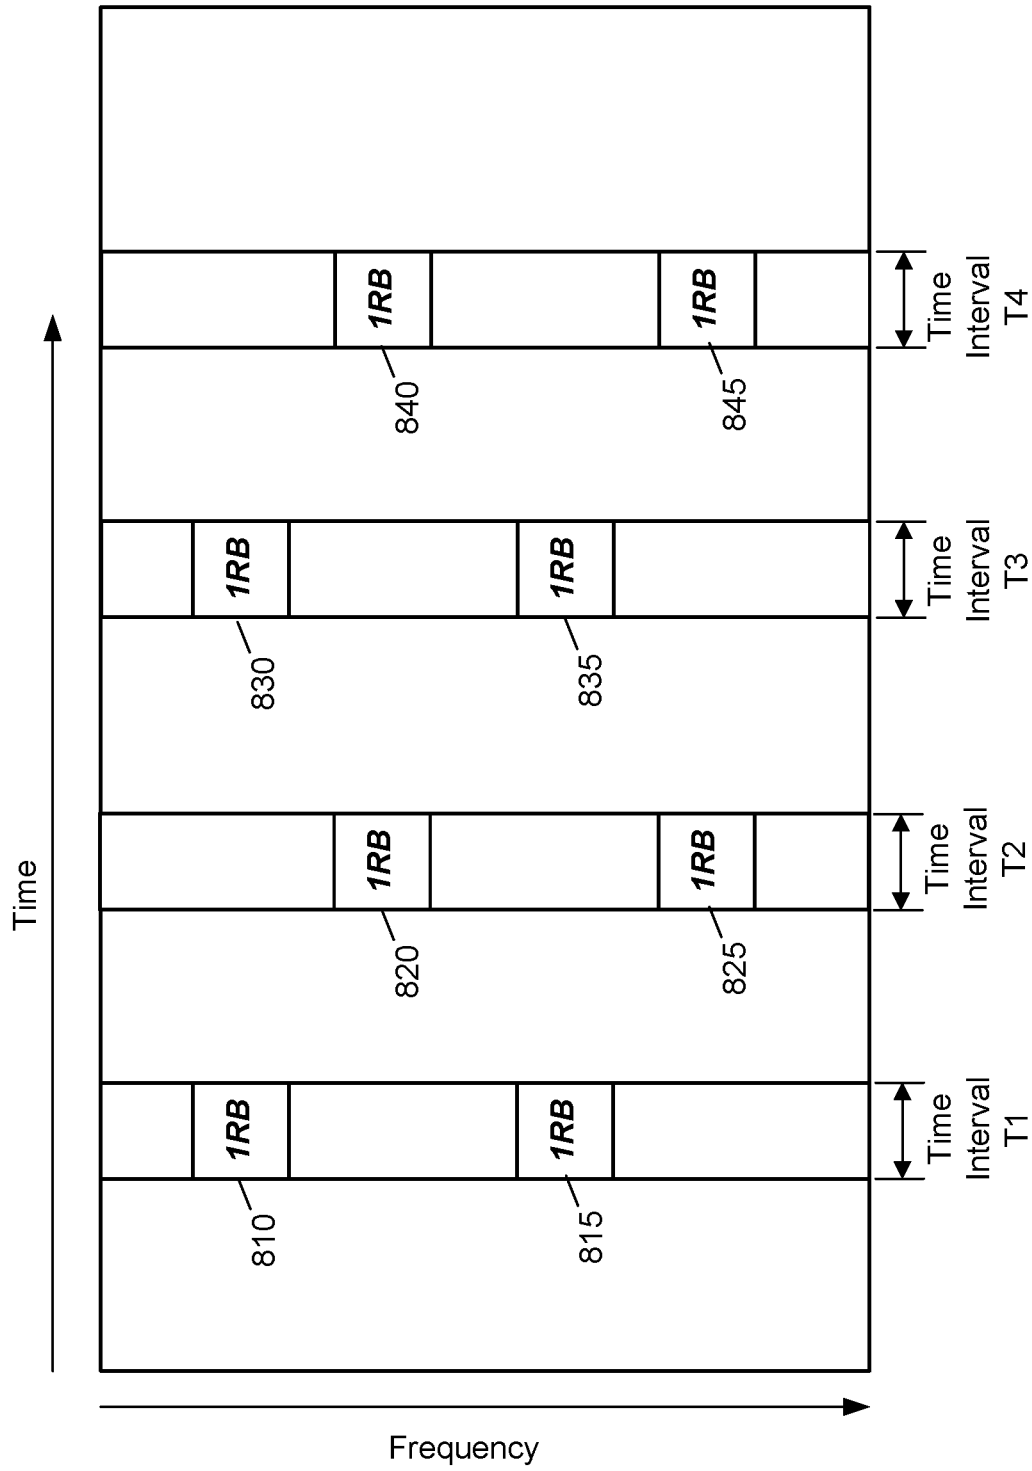 Time
1RB
1RB
840
845
Time
Interval
T4
1RB
1RB
830
835
Time
Interval
T3
1RB
1RB
820
825
Time
Interval
T2
1RB
1RB
810
815
Time
Interval
T1
Frequency